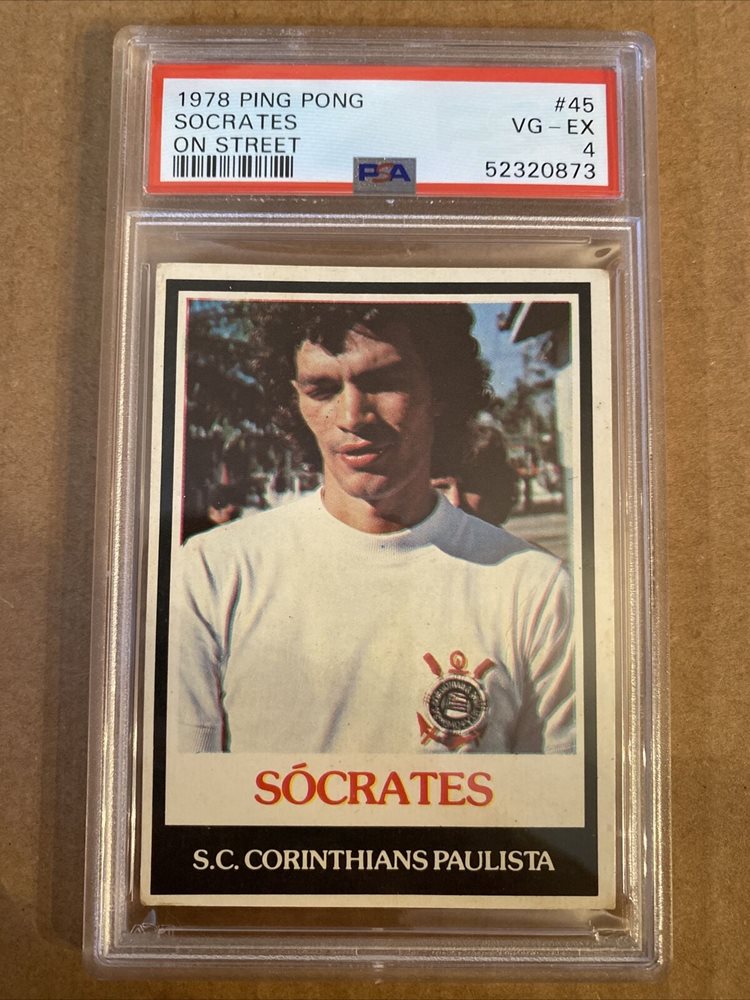 1978 PING PONG #45
SOCRATES VG - EX
ON STREET 4
PSA 52320873
SÓCRATES
S.C. CORINTHIANS PAULISTA